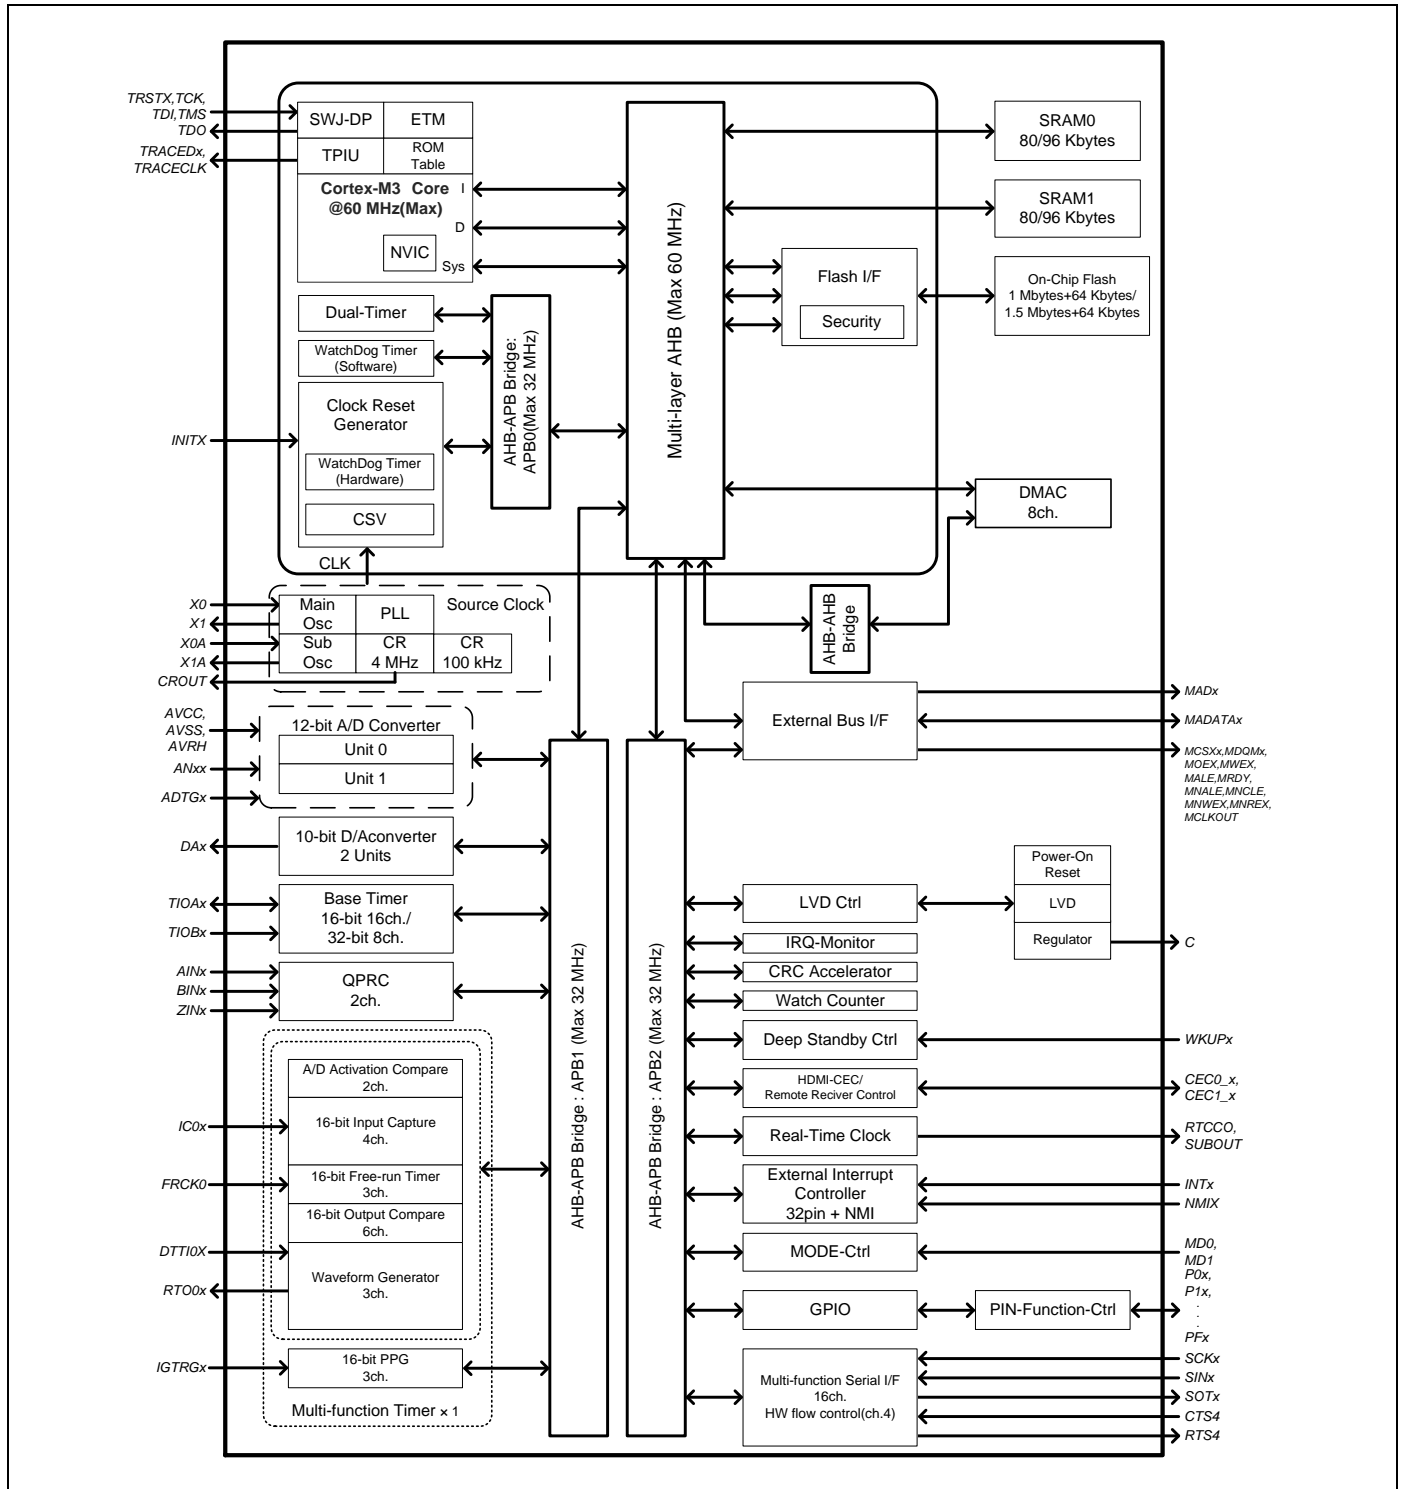 TRSTX,TCK,
TDI,TMS
TDO
TRACEDx,
TRACECLK
SWJ-DP
ETM
TPIU
ROM
Table
Cortex-M3 Core
@60 MHz(Max)
I
D
Sys
NVIC
Dual-Timer
WatchDog Timer
(Software)
Clock Reset
Generator
WatchDog Timer
(Hardware)
CSV
INITX
CLK
AHB-APB Bridge:
APB0(Max 32 MHz)
Multi-layer AHB (Max 60 MHz)
Flash I/F
Security
SRAM0
80/96 Kbytes
SRAM1
80/96 Kbytes
On-Chip Flash
1 Mbytes+64 Kbytes/
1.5 Mbytes+64 Kbytes
DMAC
8ch.
AHB-AHB
Bridge
X0
X1
X0A
X1A
CROUT
Main
Osc
PLL
Source Clock
Sub
Osc
CR
4 MHz
CR
100 kHz
AVCC,
AVSS,
AVRH
ANxx
ADTGx
12-bit A/D Converter
Unit 0
Unit 1
DAx
10-bit D/Aconverter
2 Units
TIOAx
TIOBx
Base Timer
16-bit 16ch./
32-bit 8ch.
AINx
BINx
ZINx
QPRC
2ch.
A/D Activation Compare
2ch.
IC0x
16-bit Input Capture
4ch.
FRCK0
16-bit Free-run Timer
3ch.
16-bit Output Compare
6ch.
DTTI0X
RTO0x
Waveform Generator
3ch.
IGTRGx
16-bit PPG
3ch.
Multi-function Timer × 1
AHB-APB Bridge : APB1 (Max 32 MHz)
AHB-APB Bridge : APB2 (Max 32 MHz)
External Bus I/F
MADx
MADATAx
MCSXx,MDQMx,
MOEX,MWEX,
MALE,MRDY,
MNALE,MNCLE,
MNWEX,MNREX,
MCLKOUT
LVD Ctrl
Power-On
Reset
LVD
Regulator
C
IRQ-Monitor
CRC Accelerator
Watch Counter
Deep Standby Ctrl
WKUPx
HDMI-CEC/
Remote Reciver Control
CEC0_x,
CEC1_x
Real-Time Clock
RTCCO,
SUBOUT
External Interrupt
Controller
32pin + NMI
INTx
NMIX
MODE-Ctrl
MD0,
MD1
GPIO
PIN-Function-Ctrl
P0x,
P1x,
.
.
.
PFx
Multi-function Serial I/F
16ch.
HW flow control(ch.4)
SCKx
SINx
SOTx
CTS4
RTS4